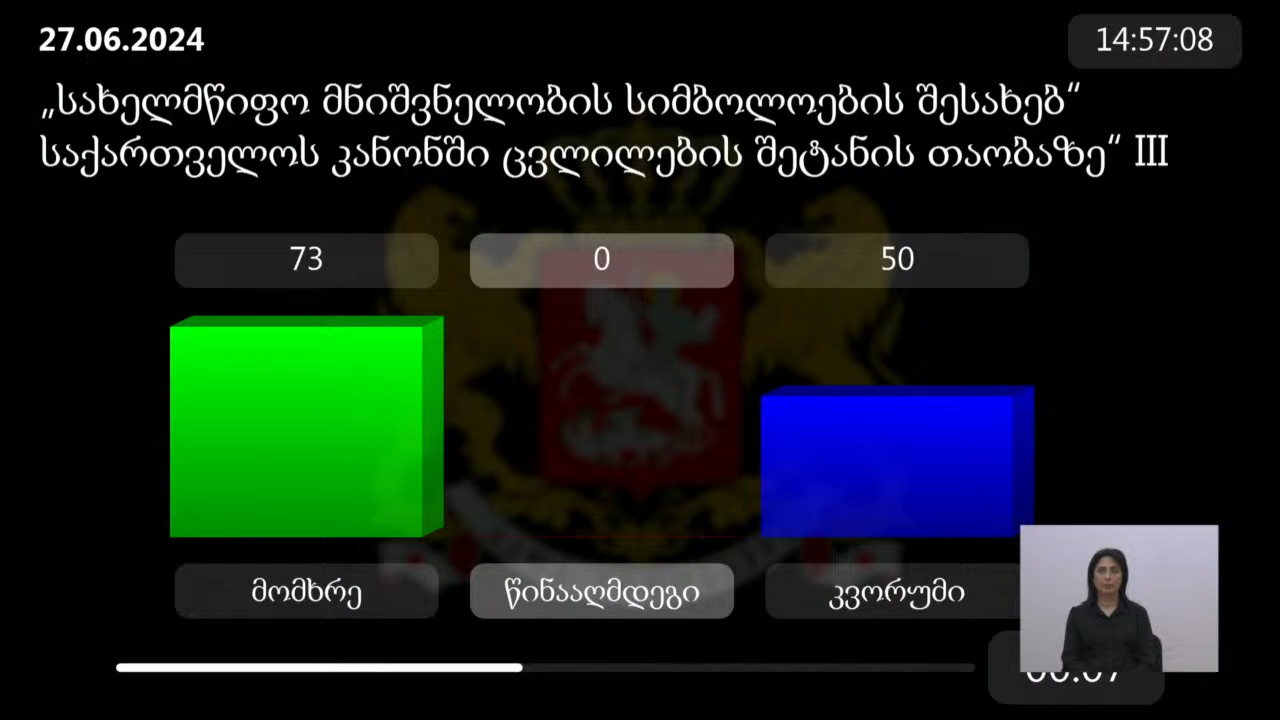 27.06.2024
14:57:08
„სახელმწიფო მნიშვნელობის სიმბოლოების შესახებ“
საქართველოს კანონში ცვლილების შეტანის თაობაზე“ III
73
0
50
მომხრე
წინააღმდეგი
კვორუმი